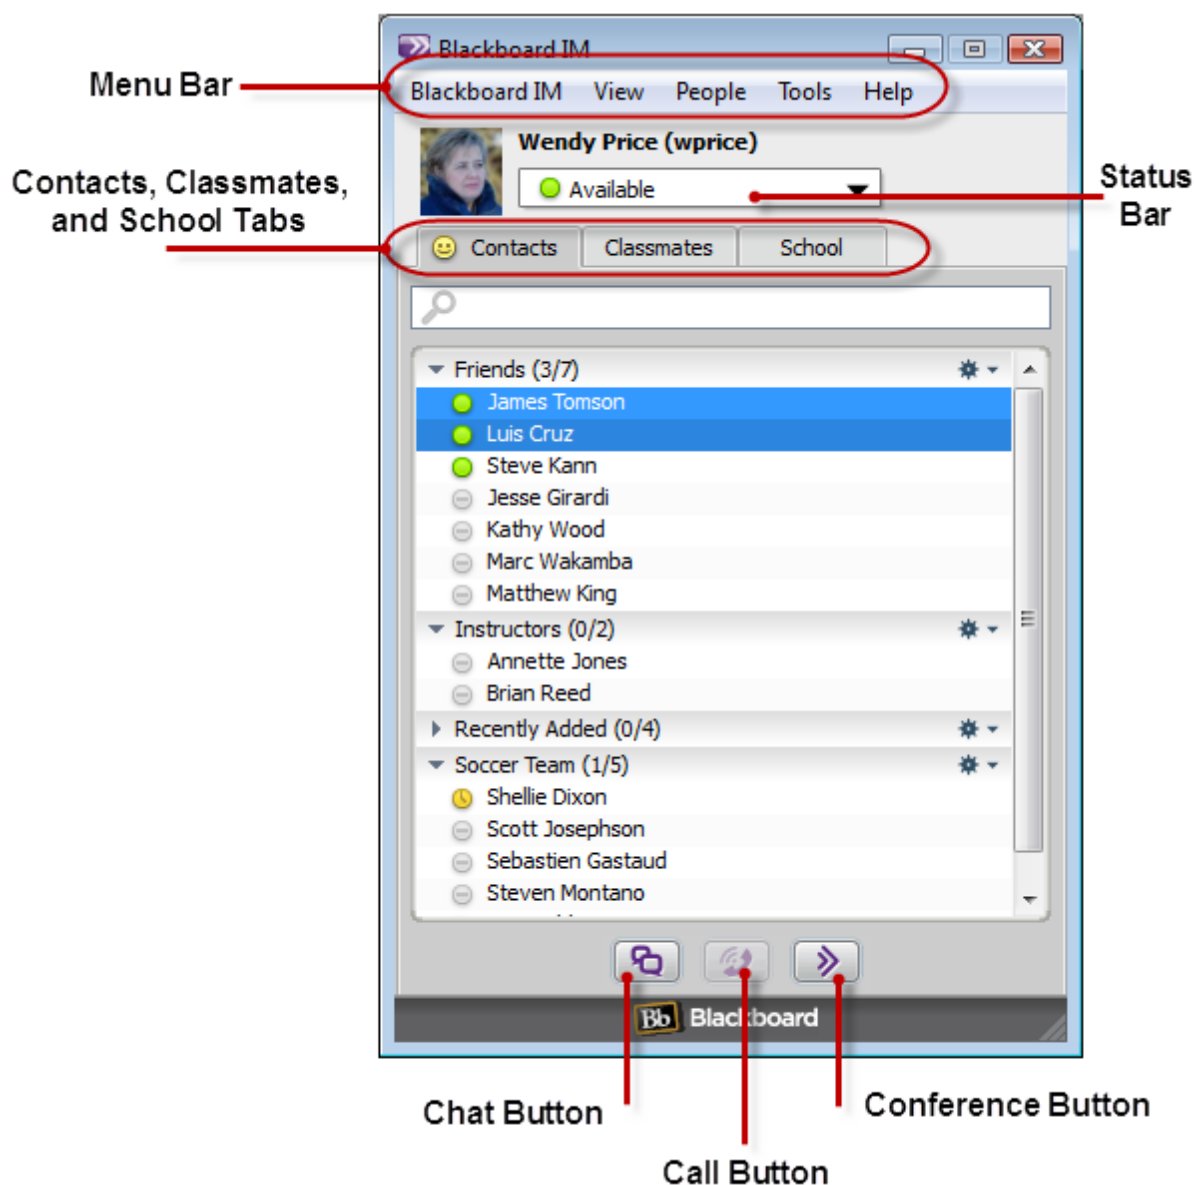 Blackboard IM
Menu Bar
Blackboard IM View People Tools Help
Wendy Price (wprice)
Available
Status
Bar
Contacts, Classmates,
and School Tabs
Contacts Classmates School
Friends (3/7)
James Tomson
Luis Cruz
Steve Kann
Jesse Girardi
Kathy Wood
Marc Wakamba
Matthew King
Instructors (0/2)
Annette Jones
Brian Reed
Recently Added (0/4)
Soccer Team (1/5)
Shellie Dixon
Scott Josephson
Sebastien Gastaud
Steven Montano
Bb Blackboard
Chat Button
Call Button
Conference Button